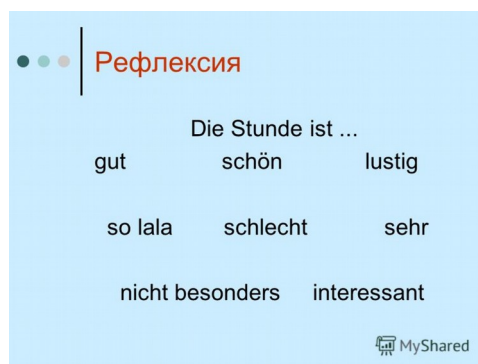 Рефлексия
Die Stunde ist ...
gut schön lustig
so lala schlecht sehr
nicht besonders interessant
MyShared